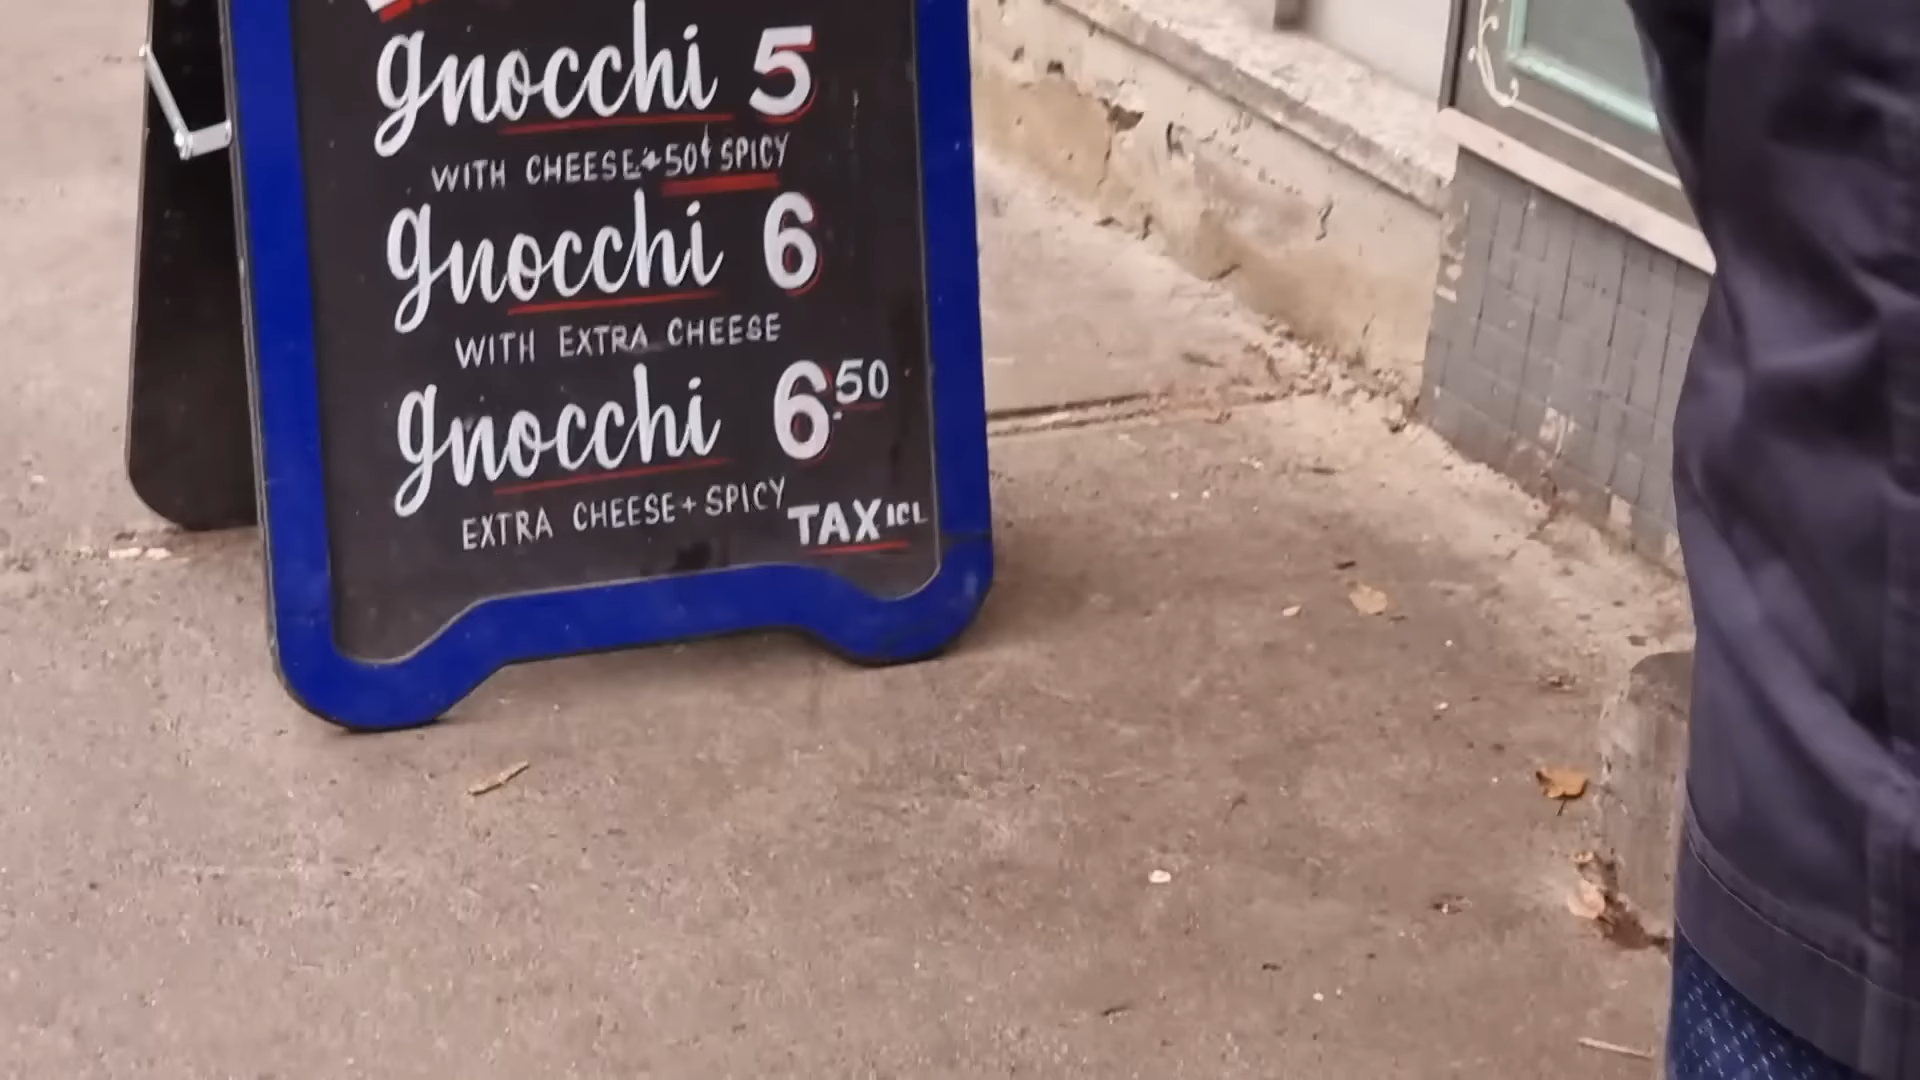 gnocchi 5
WITH CHEESE + 50¢ SPICY
gnocchi 6
WITH EXTRA CHEESE
gnocchi 6.50
EXTRA CHEESE + SPICY
TAX ICL